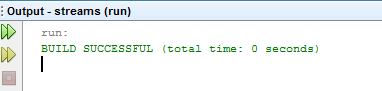 Output - streams (run)
run:
BUILD SUCCESSFUL (total time: 0 seconds)